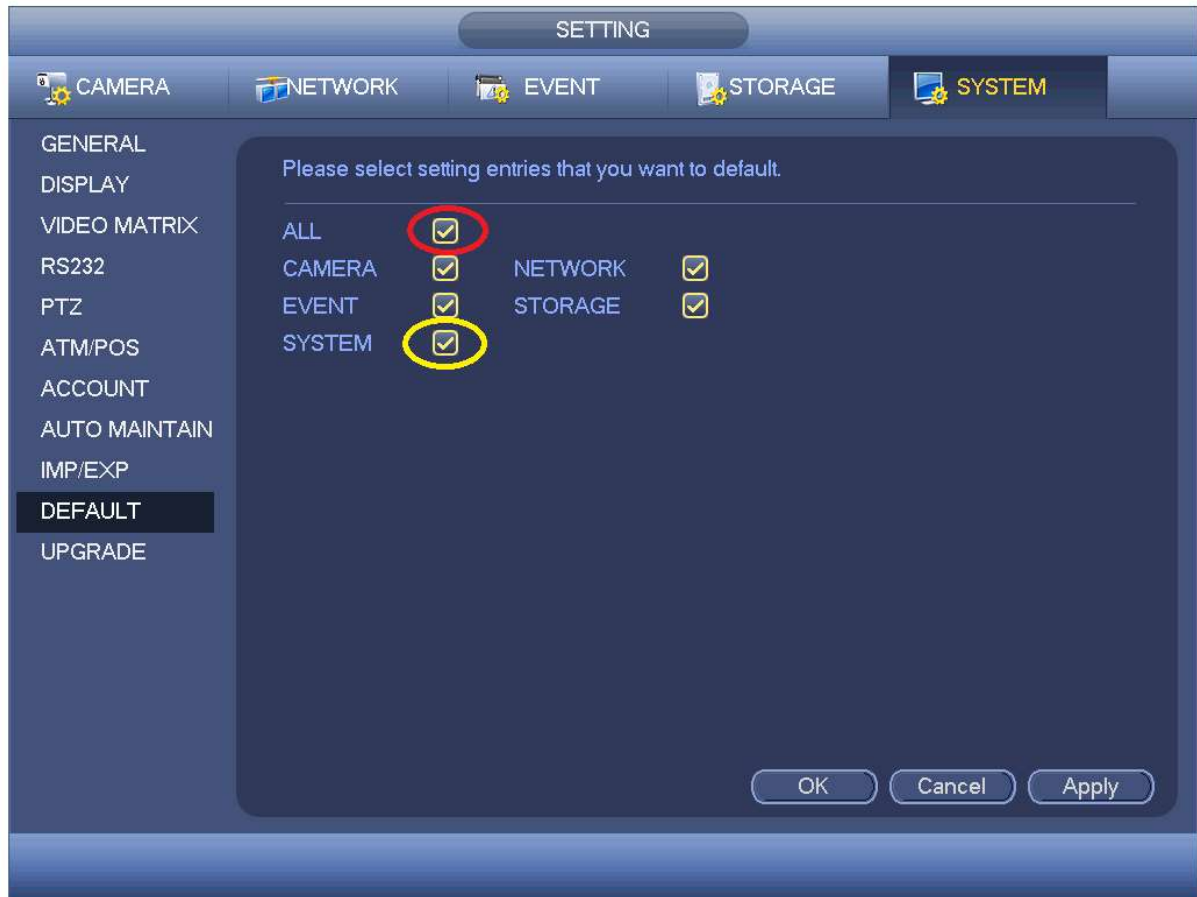 SETTING
CAMERA NETWORK EVENT STORAGE SYSTEM
GENERAL
DISPLAY
VIDEO MATRIX
RS232
PTZ
ATM/POS
ACCOUNT
AUTO MAINTAIN
IMP/EXP
DEFAULT
UPGRADE
Please select setting entries that you want to default.
ALL
CAMERA NETWORK
EVENT STORAGE
SYSTEM
OK Cancel Apply